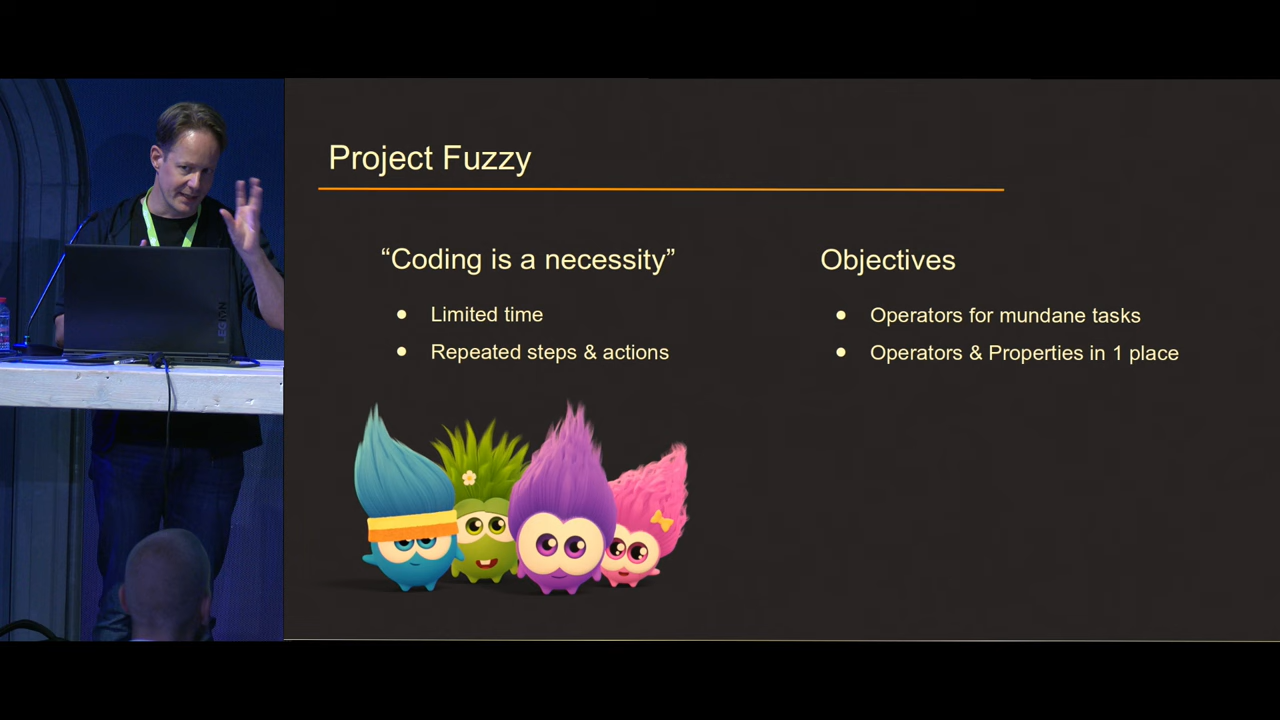 Project Fuzzy
“Coding is a necessity”
● Limited time
● Repeated steps & actions
Objectives
● Operators for mundane tasks
● Operators & Properties in 1 place
LEGION